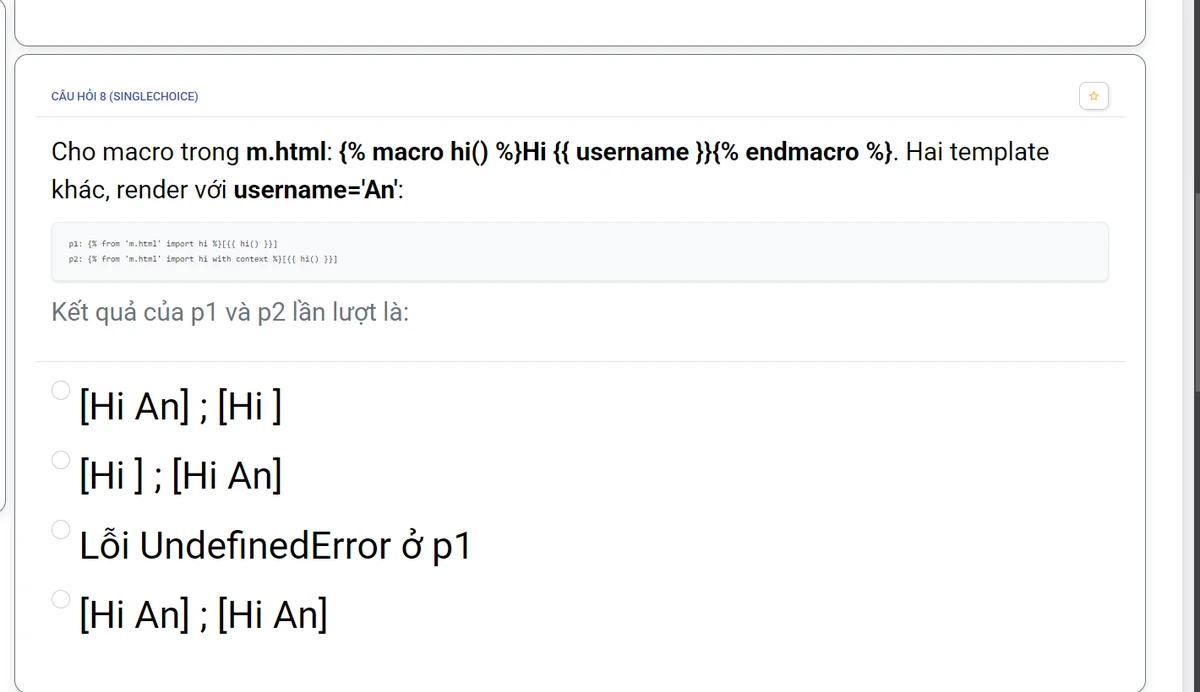 CÂU HỎI 8 (SINGLECHOICE)
Cho macro trong m.html: {% macro hi() %}Hi {{ username }}{% endmacro %}. Hai template
khác, render với username='An':
p1: {% from 'm.html' import hi %}[{{ hi() }}]
p2: {% from 'm.html' import hi with context %}[{{ hi() }}]
Kết quả của p1 và p2 lần lượt là:
[Hi An] ; [Hi ]
[Hi ] ; [Hi An]
Lỗi UndefinedError ở p1
[Hi An] ; [Hi An]